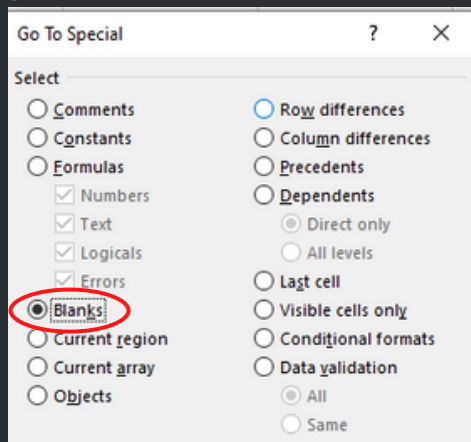 Go To Special ? ×
Select
Comments
Constants
Formulas
Numbers
Text
Logicals
Errors
Blanks
Current region
Current array
Objects
Row differences
Column differences
Precedents
Dependents
Direct only
All levels
Last cell
Visible cells only
Conditional formats
Data validation
All
Same